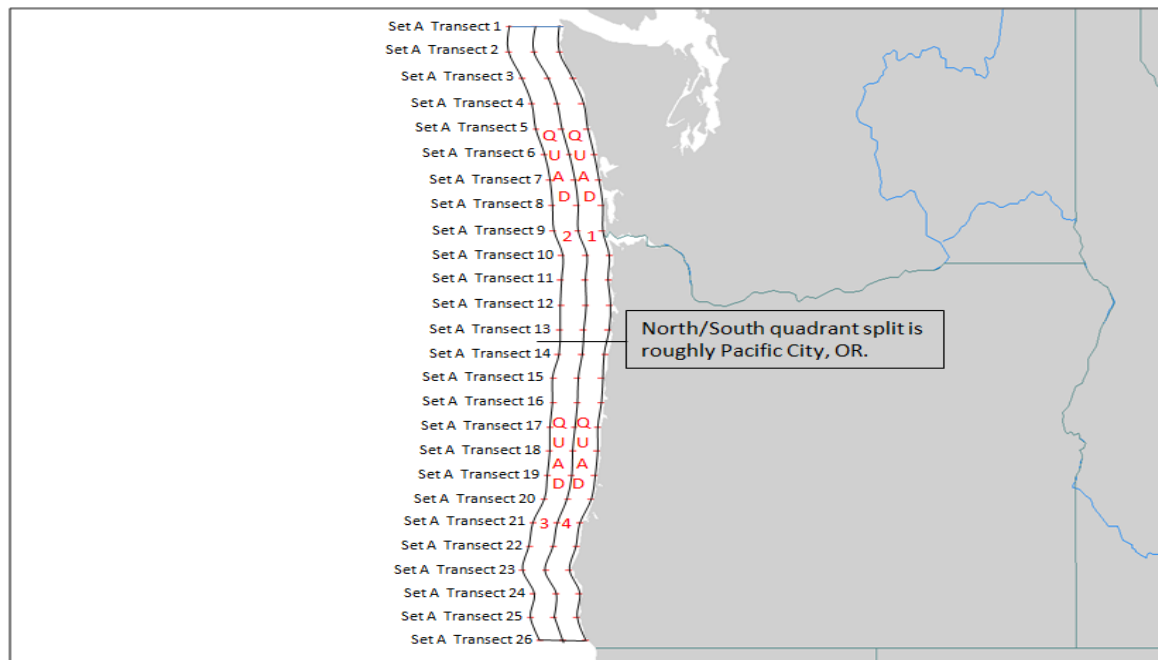 Set A Transect 1
Set A Transect 2
Set A Transect 3
Set A Transect 4
Set A Transect 5
Set A Transect 6
Set A Transect 7
Set A Transect 8
Set A Transect 9
Set A Transect 10
Set A Transect 11
Set A Transect 12
Set A Transect 13
Set A Transect 14
Set A Transect 15
Set A Transect 16
Set A Transect 17
Set A Transect 18
Set A Transect 19
Set A Transect 20
Set A Transect 21
Set A Transect 22
Set A Transect 23
Set A Transect 24
Set A Transect 25
Set A Transect 26
QUAD 2
QUAD 1
North/South quadrant split is
roughly Pacific City, OR.
QUAD 3
QUAD 4